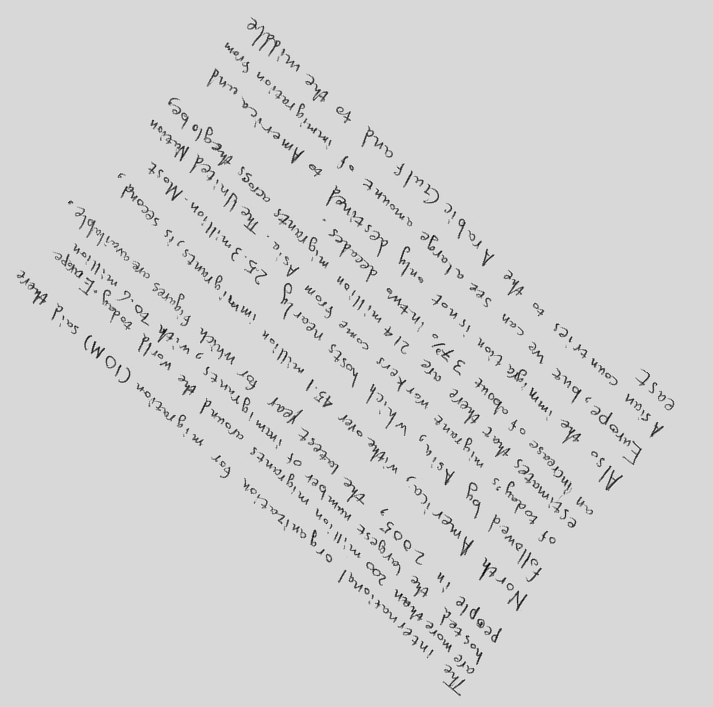 The international organization for migration (IOM) said there
are more than 200 million migrants around the world today. Europe
hosted the largest number of immigrants, with 70.6 million
people in 2005, the latest year for which figures are available.
North America, withe over 45.1 million immigrants, is second,
followed by Asia, which hosts nearly 25.3 million. Most
of today's migrant workers come from Asia. The United Nation
estimates that there are 214 million migrants across theglobe,
an increase of about 37% in two decades.
Also the immigation is not only destined to America and
Europe, but we can see a large amount of immigration from
Asian countries to the Arabic Gulf and to the middle
east